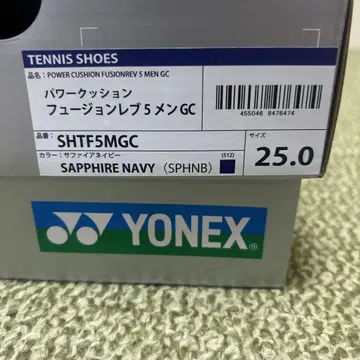 TENNIS SHOES
品名：POWER CUSHION FUSIONREV 5 MEN GC
パワークッション
フュージョンレブ 5 メン GC
455046 8476474
品番：
SHTF5MGC
サイズ
25.0
カラー：サファイアネイビー
(512)
SAPPHIRE NAVY（SPHNB）
YONEX®